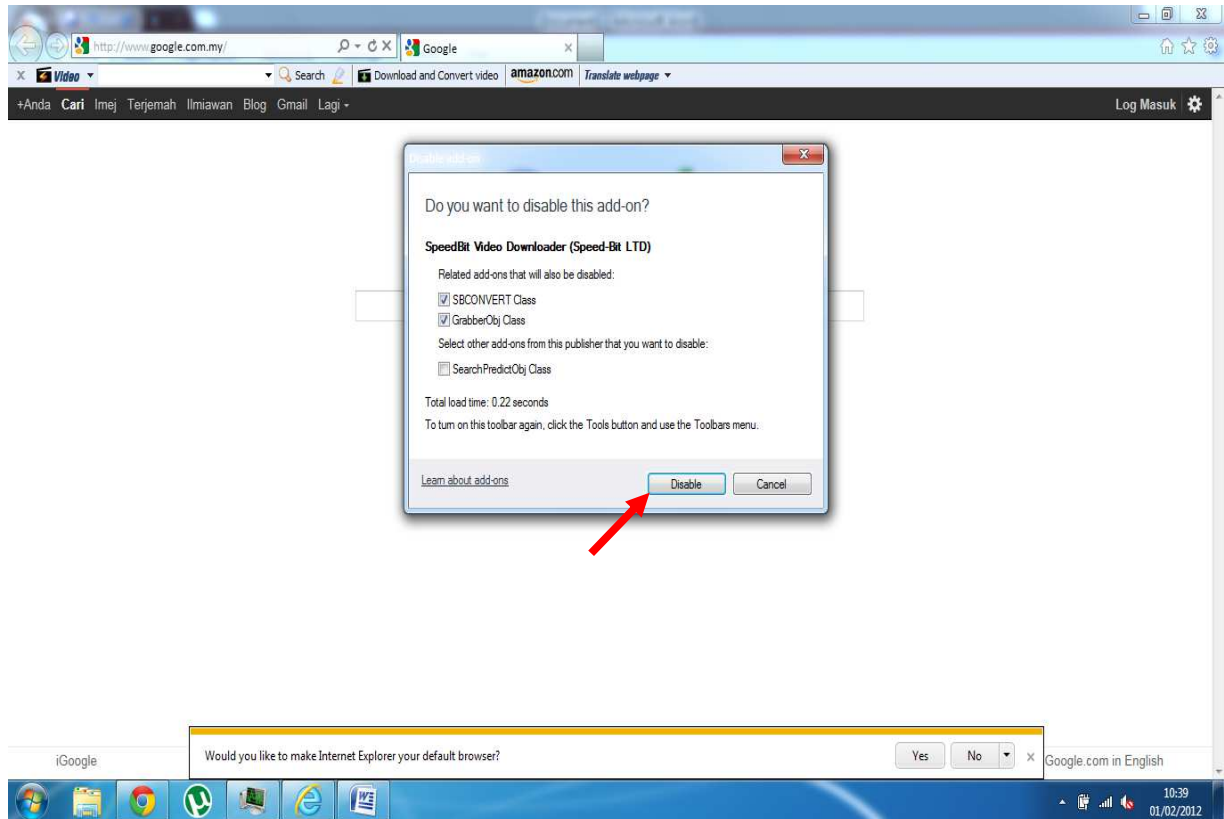 http://www.google.com.my/
Google
Video
Search
Download and Convert video
amazon.com
Translate webpage
+Anda Cari Imej Terjemah Ilmiawan Blog Gmail Lagi
Log Masuk
Disable add-on
Do you want to disable this add-on?
SpeedBit Video Downloader (Speed-Bit LTD)
Related add-ons that will also be disabled:
SBCONVERT Class
GrabberObj Class
Select other add-ons from this publisher that you want to disable:
SearchPredictObj Class
Total load time: 0.22 seconds
To turn on this toolbar again, click the Tools button and use the Toolbars menu.
Learn about add-ons
Disable
Cancel
Would you like to make Internet Explorer your default browser?
Yes
No
iGoogle
Google.com in English
10:39
01/02/2012